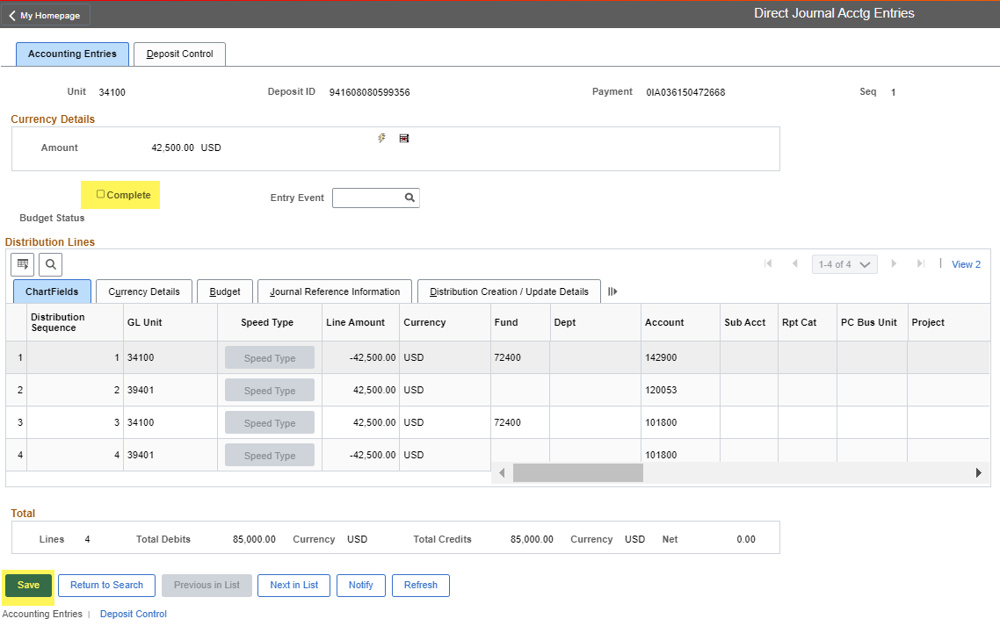 My Homepage Direct Journal Acctg Entries
Accounting Entries Deposit Control
Unit 34100 Deposit ID 941608080599356 Payment 0IA036150472668 Seq 1
Currency Details
Amount 42,500.00 USD
Complete Entry Event
Budget Status
Distribution Lines
1-4 of 4 | View 2
ChartFields Currency Details Budget Journal Reference Information Distribution Creation / Update Details
Distribution Sequence GL Unit Speed Type Line Amount Currency Fund Dept Account Sub Acct Rpt Cat PC Bus Unit Project
1 1 34100 Speed Type -42,500.00 USD 72400 142900
2 2 39401 Speed Type 42,500.00 USD 120053
3 3 34100 Speed Type 42,500.00 USD 72400 101800
4 4 39401 Speed Type -42,500.00 USD 101800
Total
Lines 4 Total Debits 85,000.00 Currency USD Total Credits 85,000.00 Currency USD Net 0.00
Save Return to Search Previous in List Next in List Notify Refresh
Accounting Entries | Deposit Control